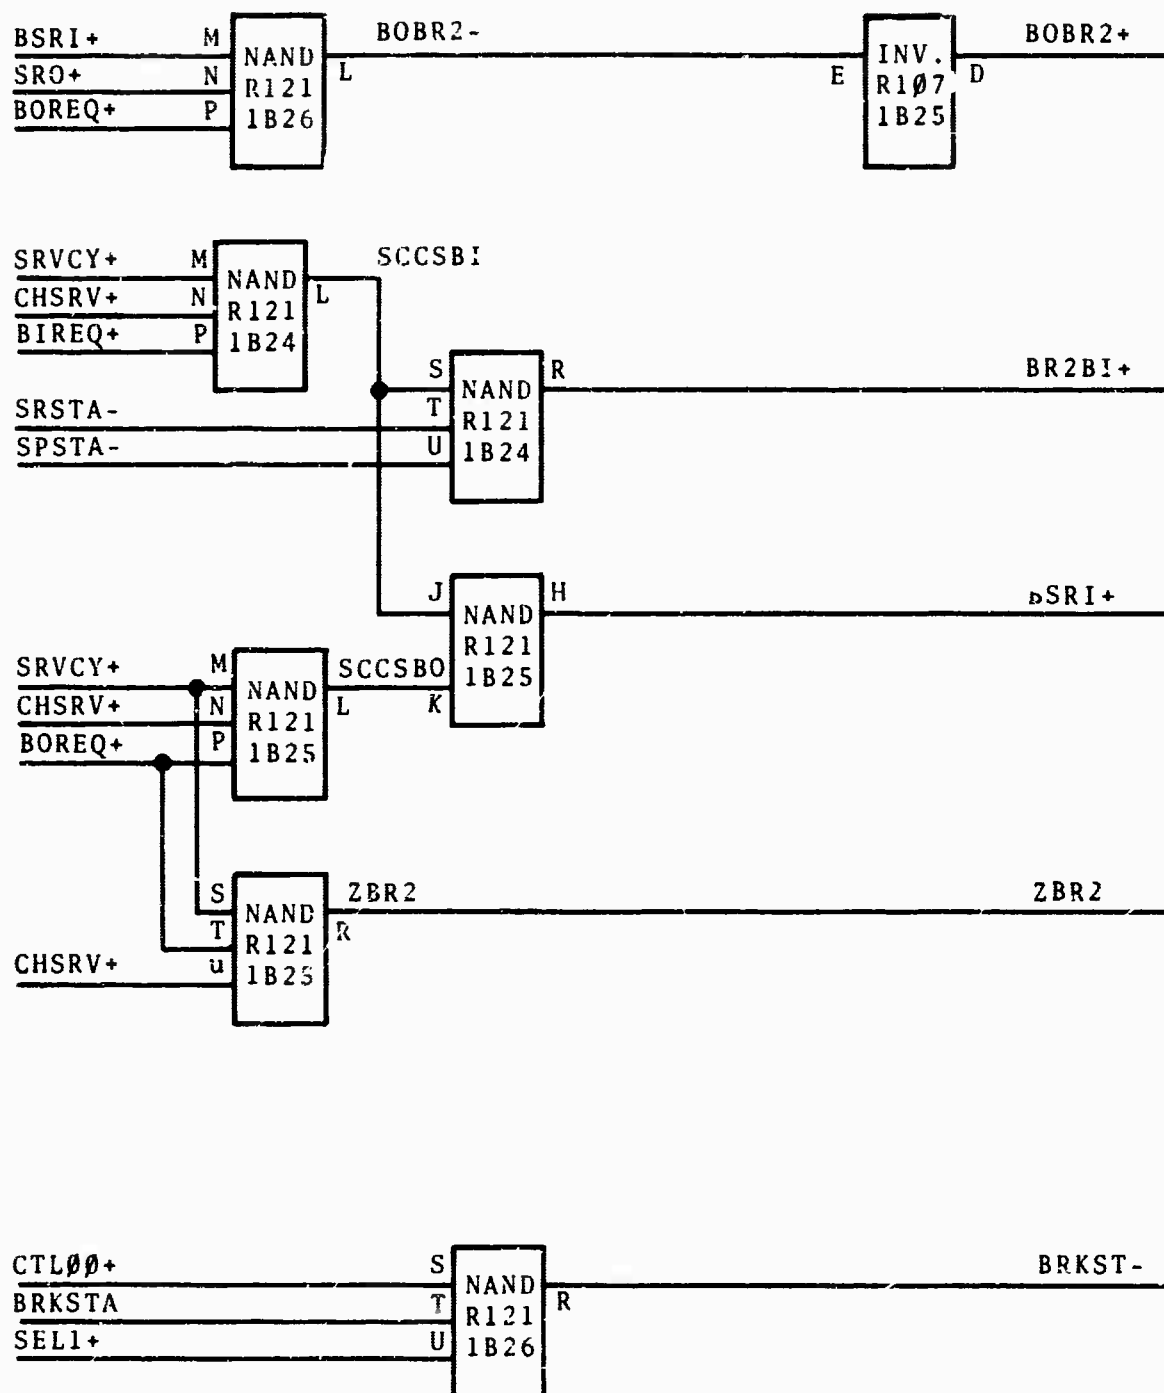 BSRI+ M NAND L BOBR2- E INV. D BOBR2+
SRO+ N R121 R1Ø7
BOREQ+ P 1B26 1B25
SRVCY+ M NAND L SCCSBI
CHSRV+ N R121
BIREQ+ P 1B24
S NAND R BR2BI+
SRSTA- T R121
SPSTA- U 1B24
J NAND H BSRI+
R121
SRVCY+ M NAND L SCCSBO K 1B25
CHSRV+ N R121
BOREQ+ P 1B25
S NAND R ZBR2 ZBR2
T R121
CHSRV+ u 1B25
CTLØØ+ S NAND R BRKST-
BRKSTA T R121
SEL1+ U 1B26